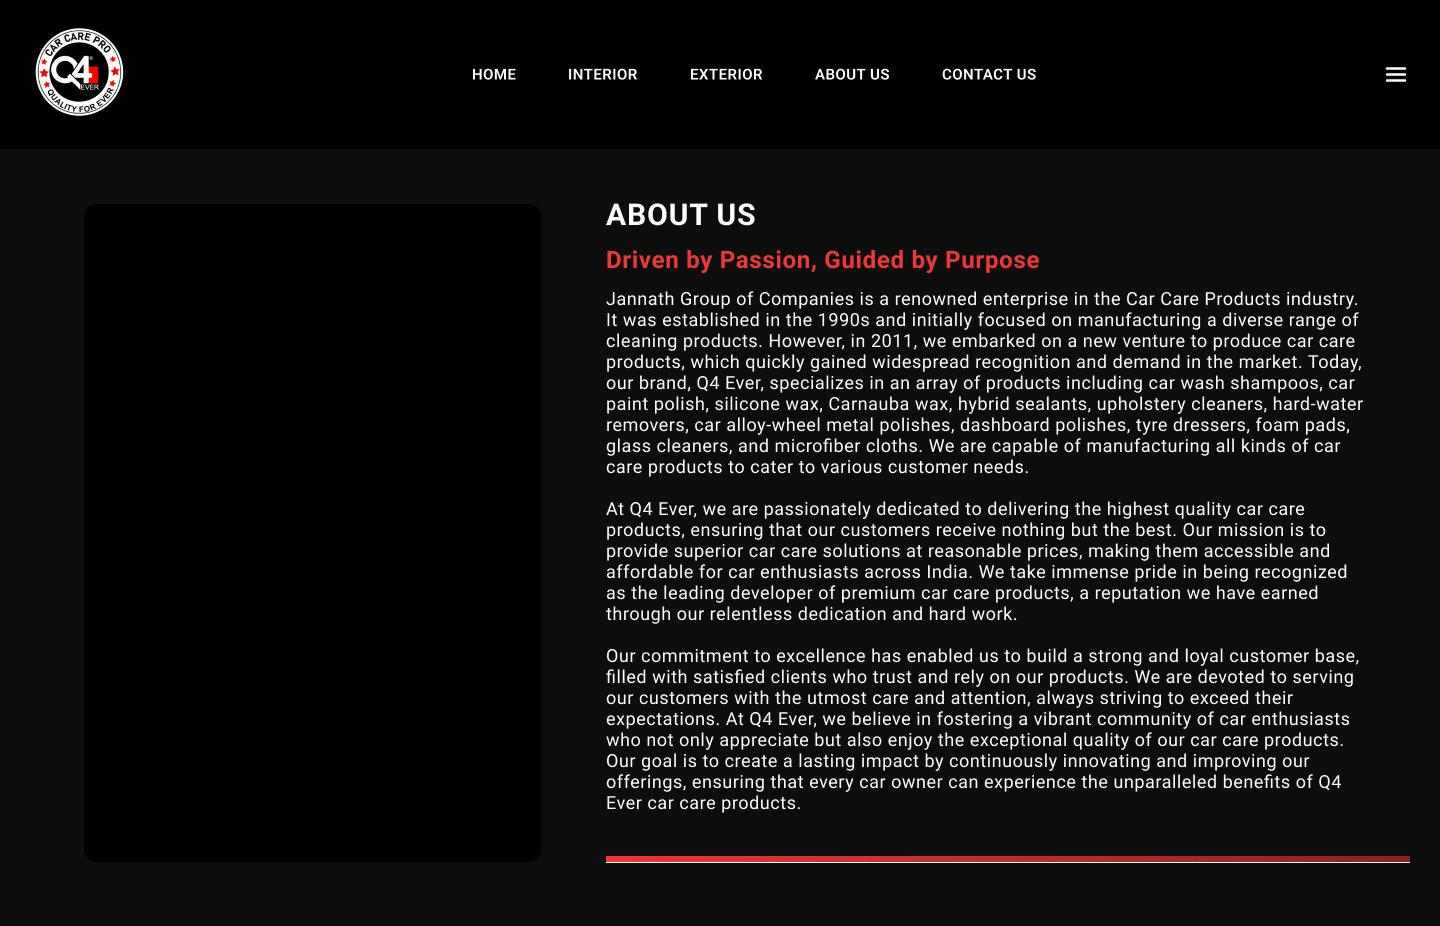 CAR CARE PRO
Q4
EVER
QUALITY FOR EVER
HOME INTERIOR EXTERIOR ABOUT US CONTACT US
ABOUT US
Driven by Passion, Guided by Purpose
Jannath Group of Companies is a renowned enterprise in the Car Care Products industry.
It was established in the 1990s and initially focused on manufacturing a diverse range of
cleaning products. However, in 2011, we embarked on a new venture to produce car care
products, which quickly gained widespread recognition and demand in the market. Today,
our brand, Q4 Ever, specializes in an array of products including car wash shampoos, car
paint polish, silicone wax, Carnauba wax, hybrid sealants, upholstery cleaners, hard-water
removers, car alloy-wheel metal polishes, dashboard polishes, tyre dressers, foam pads,
glass cleaners, and microfiber cloths. We are capable of manufacturing all kinds of car
care products to cater to various customer needs.
At Q4 Ever, we are passionately dedicated to delivering the highest quality car care
products, ensuring that our customers receive nothing but the best. Our mission is to
provide superior car care solutions at reasonable prices, making them accessible and
affordable for car enthusiasts across India. We take immense pride in being recognized
as the leading developer of premium car care products, a reputation we have earned
through our relentless dedication and hard work.
Our commitment to excellence has enabled us to build a strong and loyal customer base,
filled with satisfied clients who trust and rely on our products. We are devoted to serving
our customers with the utmost care and attention, always striving to exceed their
expectations. At Q4 Ever, we believe in fostering a vibrant community of car enthusiasts
who not only appreciate but also enjoy the exceptional quality of our car care products.
Our goal is to create a lasting impact by continuously innovating and improving our
offerings, ensuring that every car owner can experience the unparalleled benefits of Q4
Ever car care products.